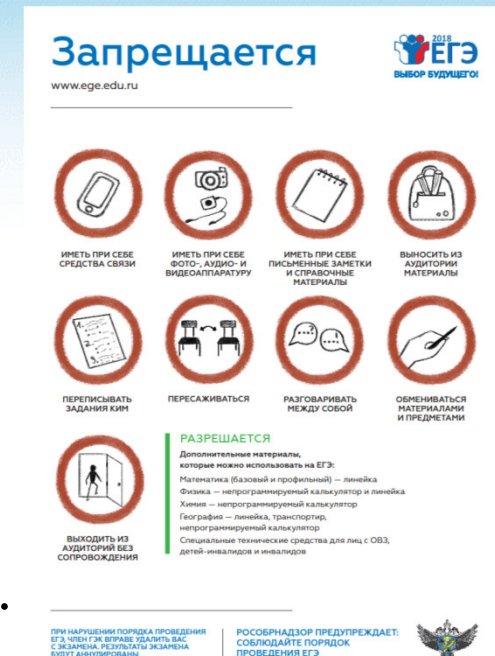 Запрещается
2018
ЕГЭ
ВЫБОР БУДУЩЕГО!
www.ege.edu.ru
ИМЕТЬ ПРИ СЕБЕ
СРЕДСТВА СВЯЗИ
ИМЕТЬ ПРИ СЕБЕ
ФОТО-, АУДИО- И
ВИДЕОАППАРАТУРУ
ИМЕТЬ ПРИ СЕБЕ
ПИСЬМЕННЫЕ ЗАМЕТКИ
И СПРАВОЧНЫЕ
МАТЕРИАЛЫ
ВЫНОСИТЬ ИЗ
АУДИТОРИИ
МАТЕРИАЛЫ
1.
2.
3.
?
!
ПЕРЕПИСЫВАТЬ
ЗАДАНИЯ КИМ
ПЕРЕСАЖИВАТЬСЯ
РАЗГОВАРИВАТЬ
МЕЖДУ СОБОЙ
ОБМЕНИВАТЬСЯ
МАТЕРИАЛАМИ
И ПРЕДМЕТАМИ
ВЫХОДИТЬ ИЗ
АУДИТОРИЙ БЕЗ
СОПРОВОЖДЕНИЯ
РАЗРЕШАЕТСЯ
Дополнительные материалы,
которые можно использовать на ЕГЭ:
Математика (базовый и профильный) — линейка
Физика — непрограммируемый калькулятор и линейка
Химия — непрограммируемый калькулятор
География — линейка, транспортир,
непрограммируемый калькулятор
Специальные технические средства для лиц с ОВЗ,
детей-инвалидов и инвалидов
ПРИ НАРУШЕНИИ ПОРЯДКА ПРОВЕДЕНИЯ
ЕГЭ, ЧЛЕН ГЭК ВПРАВЕ УДАЛИТЬ ВАС
С ЭКЗАМЕНА. РЕЗУЛЬТАТЫ ЭКЗАМЕНА
БУДУТ АННУЛИРОВАНЫ
РОСОБРНАДЗОР ПРЕДУПРЕЖДАЕТ:
СОБЛЮДАЙТЕ ПОРЯДОК
ПРОВЕДЕНИЯ ЕГЭ